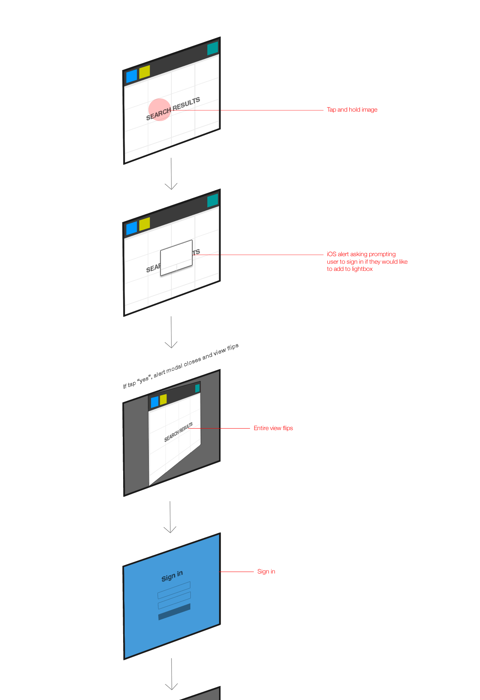 SEARCH RESULTS
Tap and hold image
iOS alert asking prompting
user to sign in if they would like
to add to lightbox
If tap "yes", alert modal closes and view flips
SEARCH RESULTS
Entire view flips
Sign in
Sign in